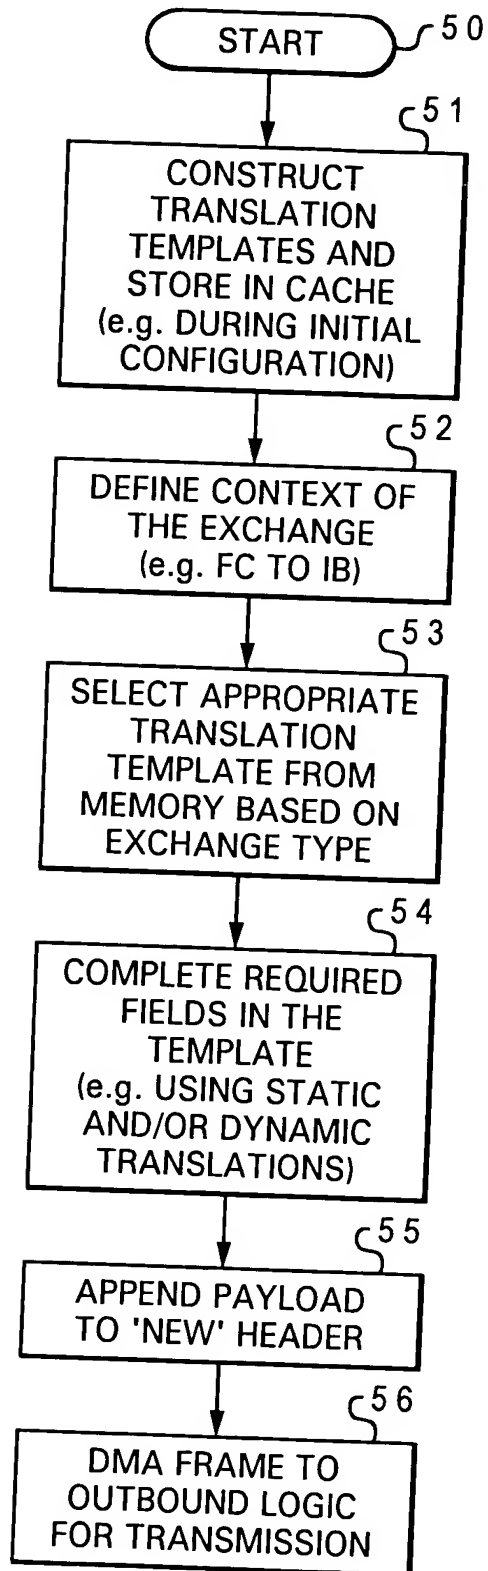 START
50
51
CONSTRUCT
TRANSLATION
TEMPLATES AND
STORE IN CACHE
(e.g. DURING INITIAL
CONFIGURATION)
52
DEFINE CONTEXT OF
THE EXCHANGE
(e.g. FC TO IB)
53
SELECT APPROPRIATE
TRANSLATION
TEMPLATE FROM
MEMORY BASED ON
EXCHANGE TYPE
54
COMPLETE REQUIRED
FIELDS IN THE
TEMPLATE
(e.g. USING STATIC
AND/OR DYNAMIC
TRANSLATIONS)
55
APPEND PAYLOAD
TO 'NEW' HEADER
56
DMA FRAME TO
OUTBOUND LOGIC
FOR TRANSMISSION